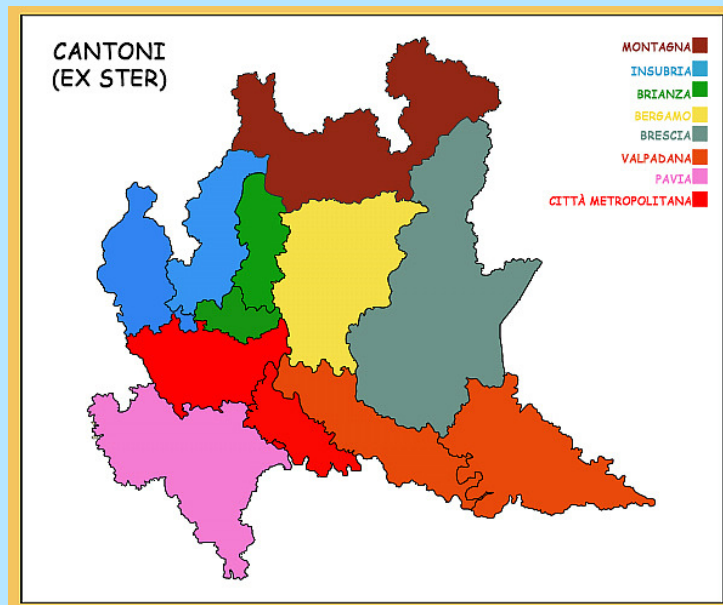 CANTONI
(EX STER)
MONTAGNA
INSUBRIA
BRIANZA
BERGAMO
BRESCIA
VALPADANA
PAVIA
CITTÀ METROPOLITANA